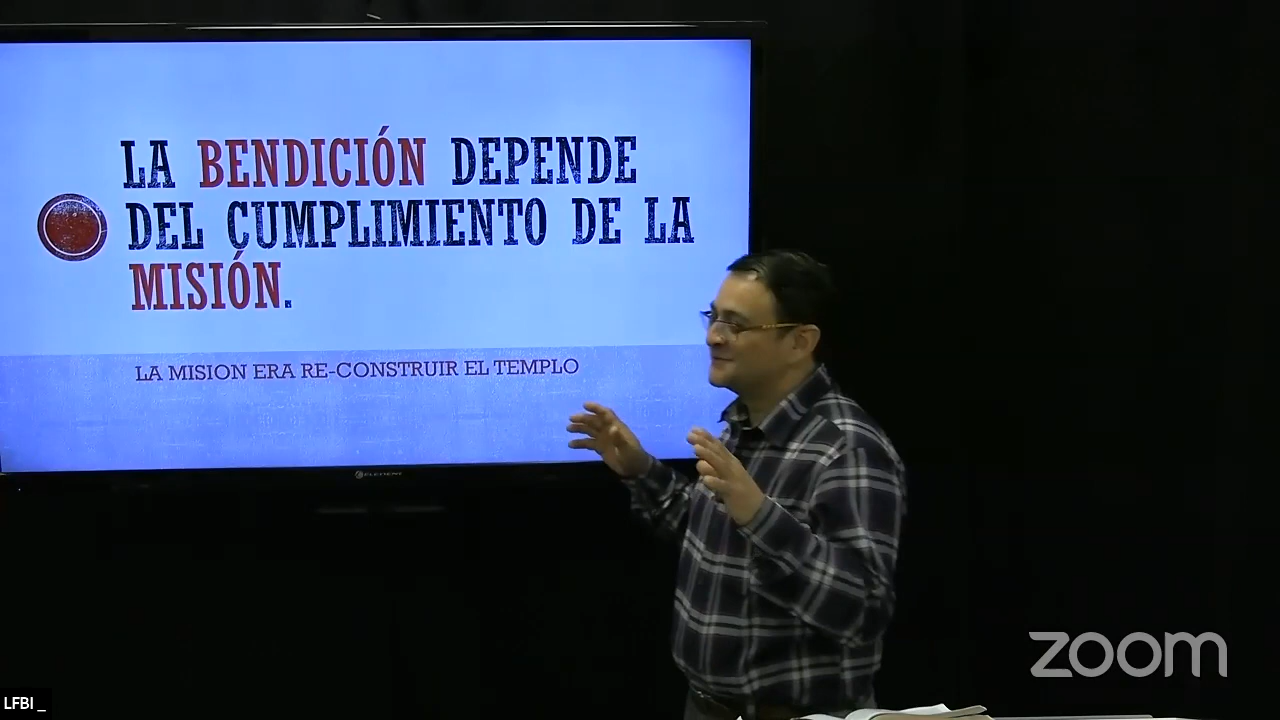 LA BENDICIÓN DEPENDE
DEL CUMPLIMIENTO DE LA
MISIÓN.
LA MISION ERA RE-CONSTRUIR EL TEMPLO
ELEMENT
zoom
LFBI _